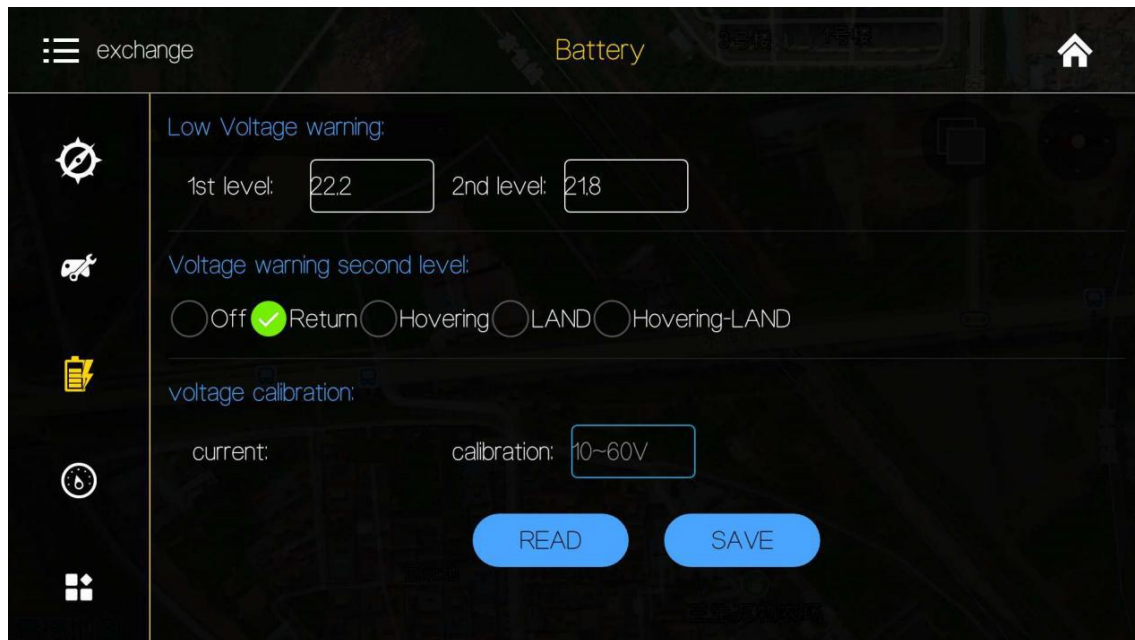 exchange
Battery
Low Voltage warning:
1st level: 22.2 2nd level: 21.8
Voltage warning second level:
Off Return Hovering LAND Hovering-LAND
voltage calibration:
current: calibration: 10~60V
READ SAVE